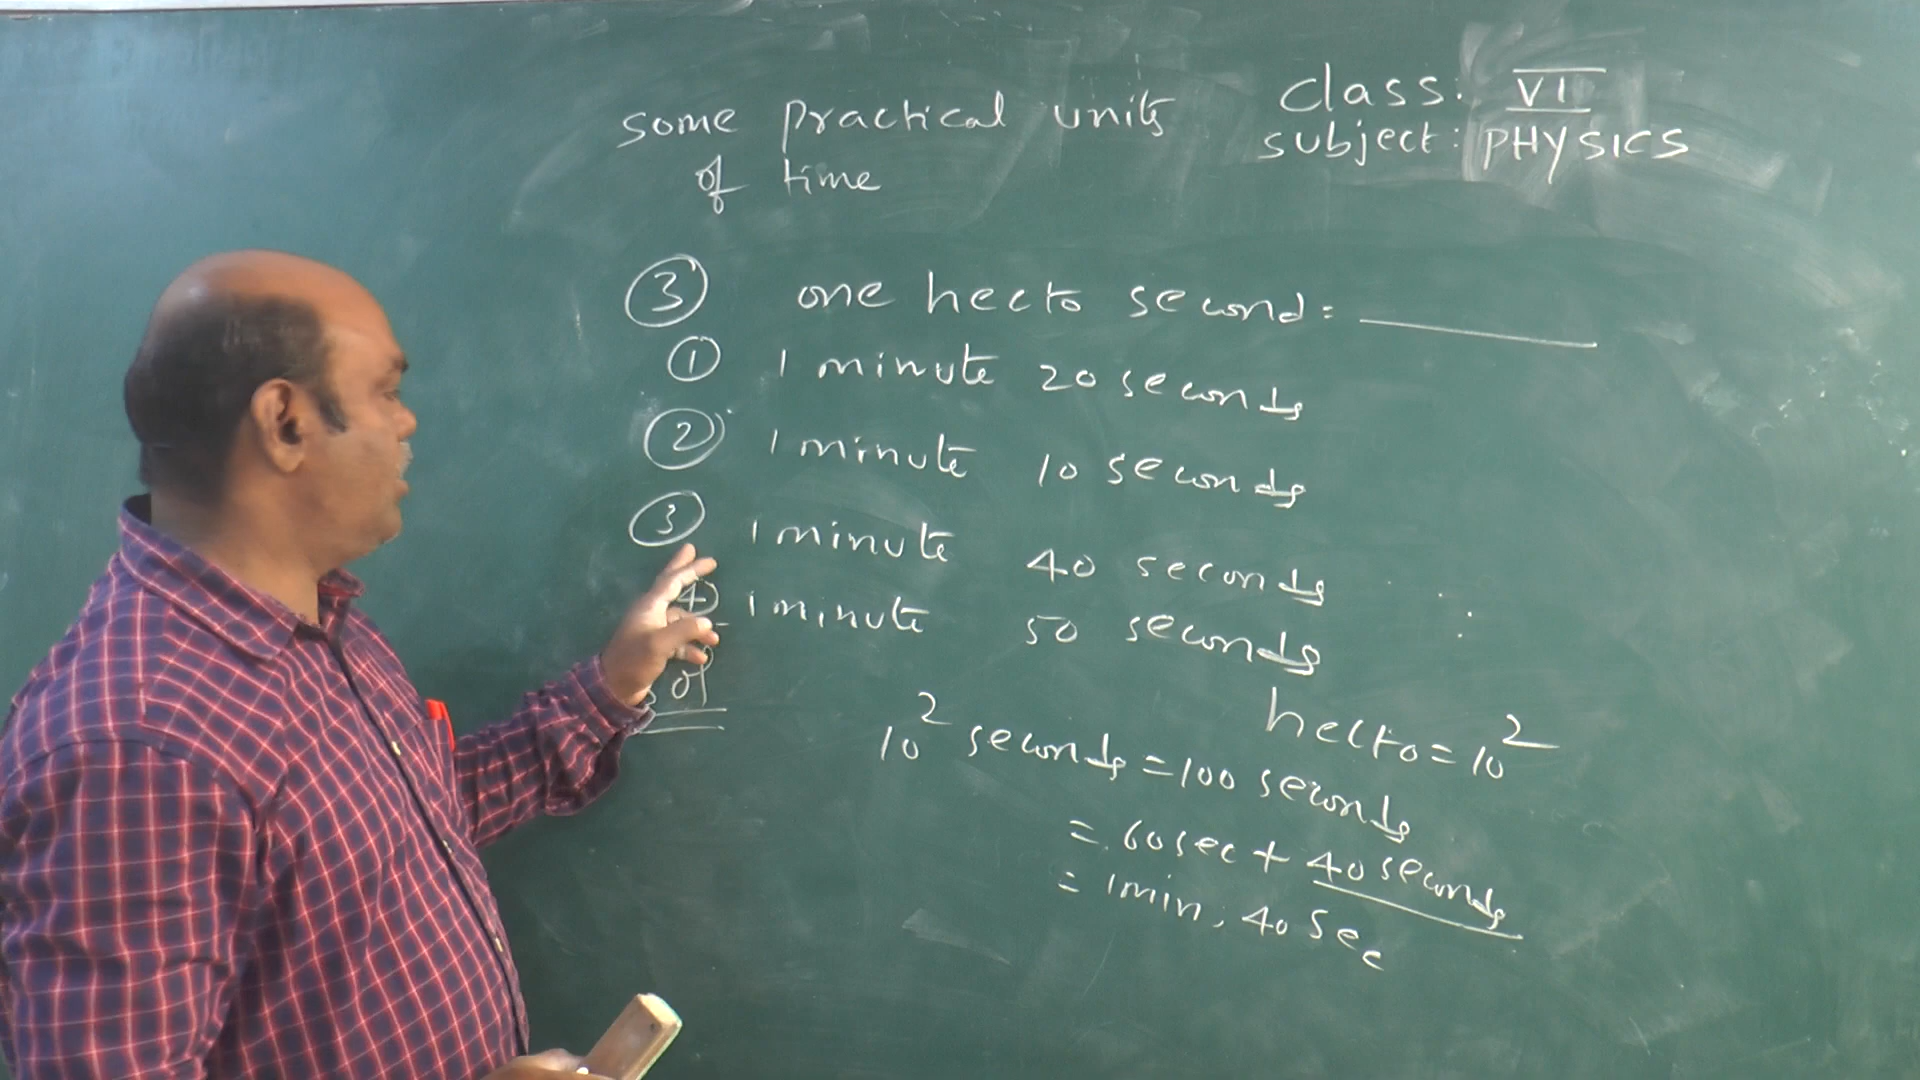 some practical units
of time
class: VI
subject: PHYSICS
3 one hecto second = ________
1 1 minute 20 seconds
2 1 minute 10 seconds
3 1 minute 40 seconds
4 1 minute 50 seconds
Sol
hecto = 10²
10² seconds = 100 seconds
= 60 sec + 40 seconds
= 1 min, 40 sec